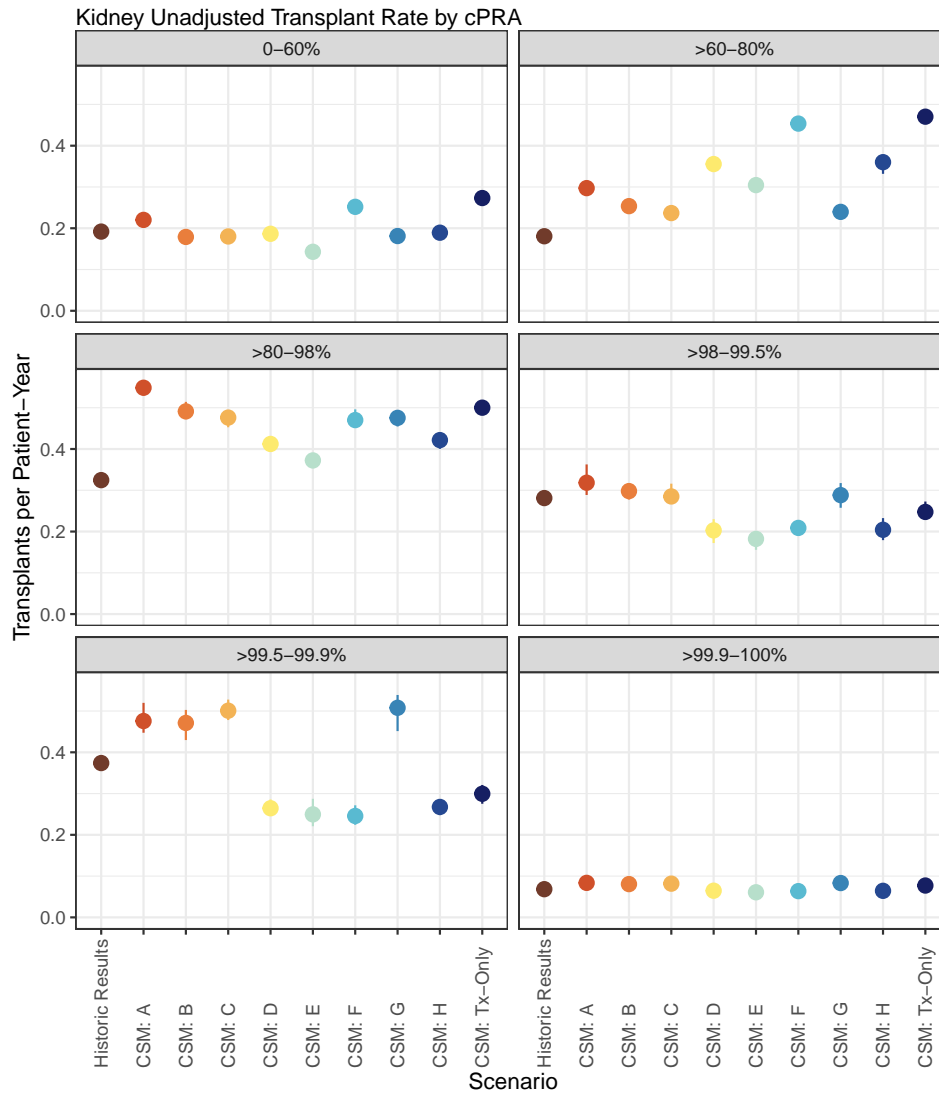 Kidney Unadjusted Transplant Rate by cPRA
0−60%
>60−80%
0.4
0.2
0.0
>80−98%
>98−99.5%
0.4
0.2
0.0
>99.5−99.9%
>99.9−100%
0.4
0.2
0.0
Transplants per Patient−Year
Historic Results
CSM: A
CSM: B
CSM: C
CSM: D
CSM: E
CSM: F
CSM: G
CSM: H
CSM: Tx−Only
Historic Results
CSM: A
CSM: B
CSM: C
CSM: D
CSM: E
CSM: F
CSM: G
CSM: H
CSM: Tx−Only
Scenario